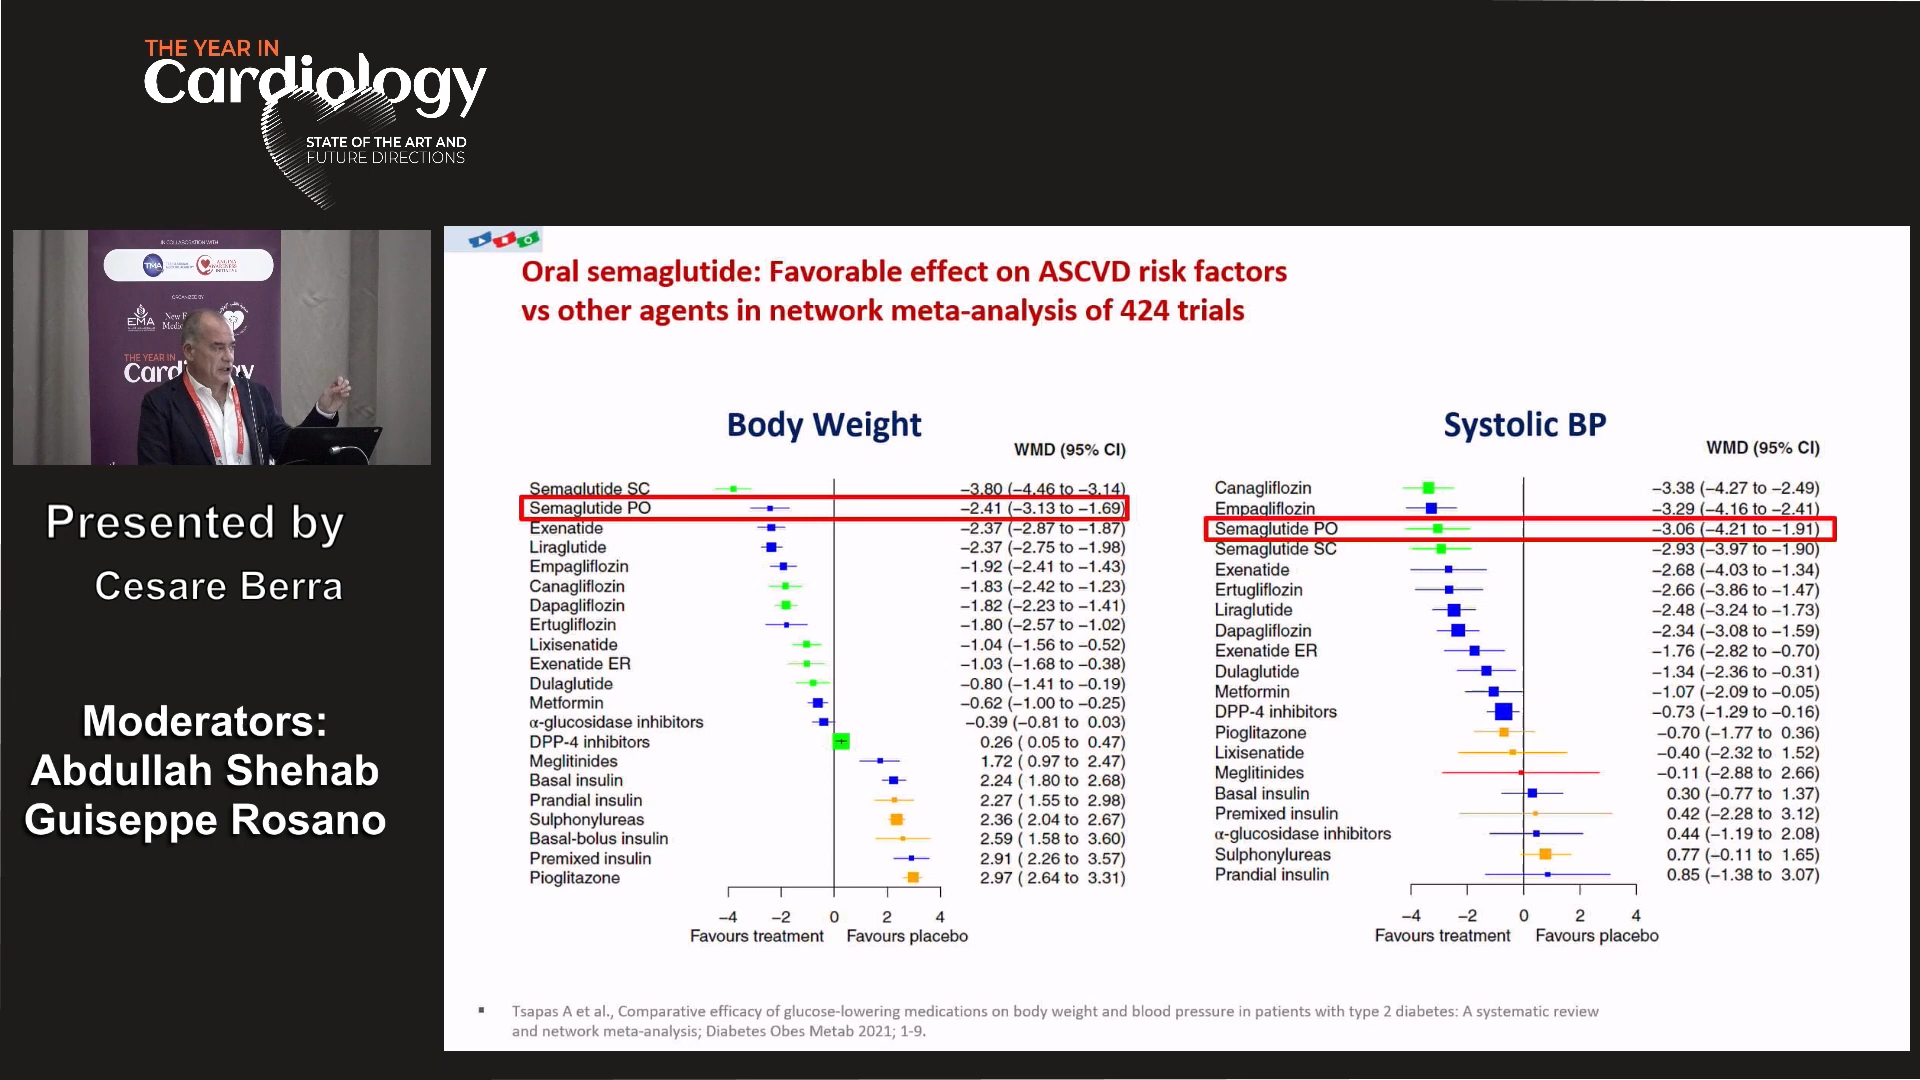 THE YEAR IN
Cardiology
STATE OF THE ART AND
FUTURE DIRECTIONS
IN COLLABORATION WITH
TMA
ORGANIZED BY
EMA
THE YEAR IN
Presented by
Cesare Berra
Moderators:
Abdullah Shehab
Guiseppe Rosano
Oral semaglutide: Favorable effect on ASCVD risk factors
vs other agents in network meta-analysis of 424 trials
Body Weight
WMD (95% CI)
Semaglutide SC −3.80 (−4.46 to −3.14)
Semaglutide PO −2.41 (−3.13 to −1.69)
Exenatide −2.37 (−2.87 to −1.87)
Liraglutide −2.37 (−2.75 to −1.98)
Empagliflozin −1.92 (−2.41 to −1.43)
Canagliflozin −1.83 (−2.42 to −1.23)
Dapagliflozin −1.82 (−2.23 to −1.41)
Ertugliflozin −1.80 (−2.57 to −1.02)
Lixisenatide −1.04 (−1.56 to −0.52)
Exenatide ER −1.03 (−1.68 to −0.38)
Dulaglutide −0.80 (−1.41 to −0.19)
Metformin −0.62 (−1.00 to −0.25)
α-glucosidase inhibitors −0.39 (−0.81 to 0.03)
DPP-4 inhibitors 0.26 ( 0.05 to 0.47)
Meglitinides 1.72 ( 0.97 to 2.47)
Basal insulin 2.24 ( 1.80 to 2.68)
Prandial insulin 2.27 ( 1.55 to 2.98)
Sulphonylureas 2.36 ( 2.04 to 2.67)
Basal-bolus insulin 2.59 ( 1.58 to 3.60)
Premixed insulin 2.91 ( 2.26 to 3.57)
Pioglitazone 2.97 ( 2.64 to 3.31)
−4 −2 0 2 4
Favours treatment Favours placebo
Systolic BP
WMD (95% CI)
Canagliflozin −3.38 (−4.27 to −2.49)
Empagliflozin −3.29 (−4.16 to −2.41)
Semaglutide PO −3.06 (−4.21 to −1.91)
Semaglutide SC −2.93 (−3.97 to −1.90)
Exenatide −2.68 (−4.03 to −1.34)
Ertugliflozin −2.66 (−3.86 to −1.47)
Liraglutide −2.48 (−3.24 to −1.73)
Dapagliflozin −2.34 (−3.08 to −1.59)
Exenatide ER −1.76 (−2.82 to −0.70)
Dulaglutide −1.34 (−2.36 to −0.31)
Metformin −1.07 (−2.09 to −0.05)
DPP-4 inhibitors −0.73 (−1.29 to −0.16)
Pioglitazone −0.70 (−1.77 to 0.36)
Lixisenatide −0.40 (−2.32 to 1.52)
Meglitinides −0.11 (−2.88 to 2.66)
Basal insulin 0.30 (−0.77 to 1.37)
Premixed insulin 0.42 (−2.28 to 3.12)
α-glucosidase inhibitors 0.44 (−1.19 to 2.08)
Sulphonylureas 0.77 (−0.11 to 1.65)
Prandial insulin 0.85 (−1.38 to 3.07)
−4 −2 0 2 4
Favours treatment Favours placebo
▪ Tsapas A et al., Comparative efficacy of glucose-lowering medications on body weight and blood pressure in patients with type 2 diabetes: A systematic review
and network meta-analysis; Diabetes Obes Metab 2021; 1-9.